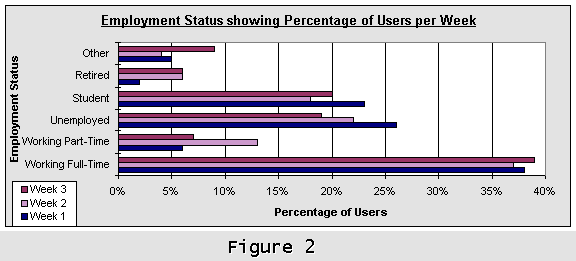 Employment Status showing Percentage of Users per Week
Employment Status
Other
Retired
Student
Unemployed
Working Part-Time
Working Full-Time
0% 5% 10% 15% 20% 25% 30% 35% 40%
Week 3
Week 2
Week 1
Percentage of Users
Figure 2